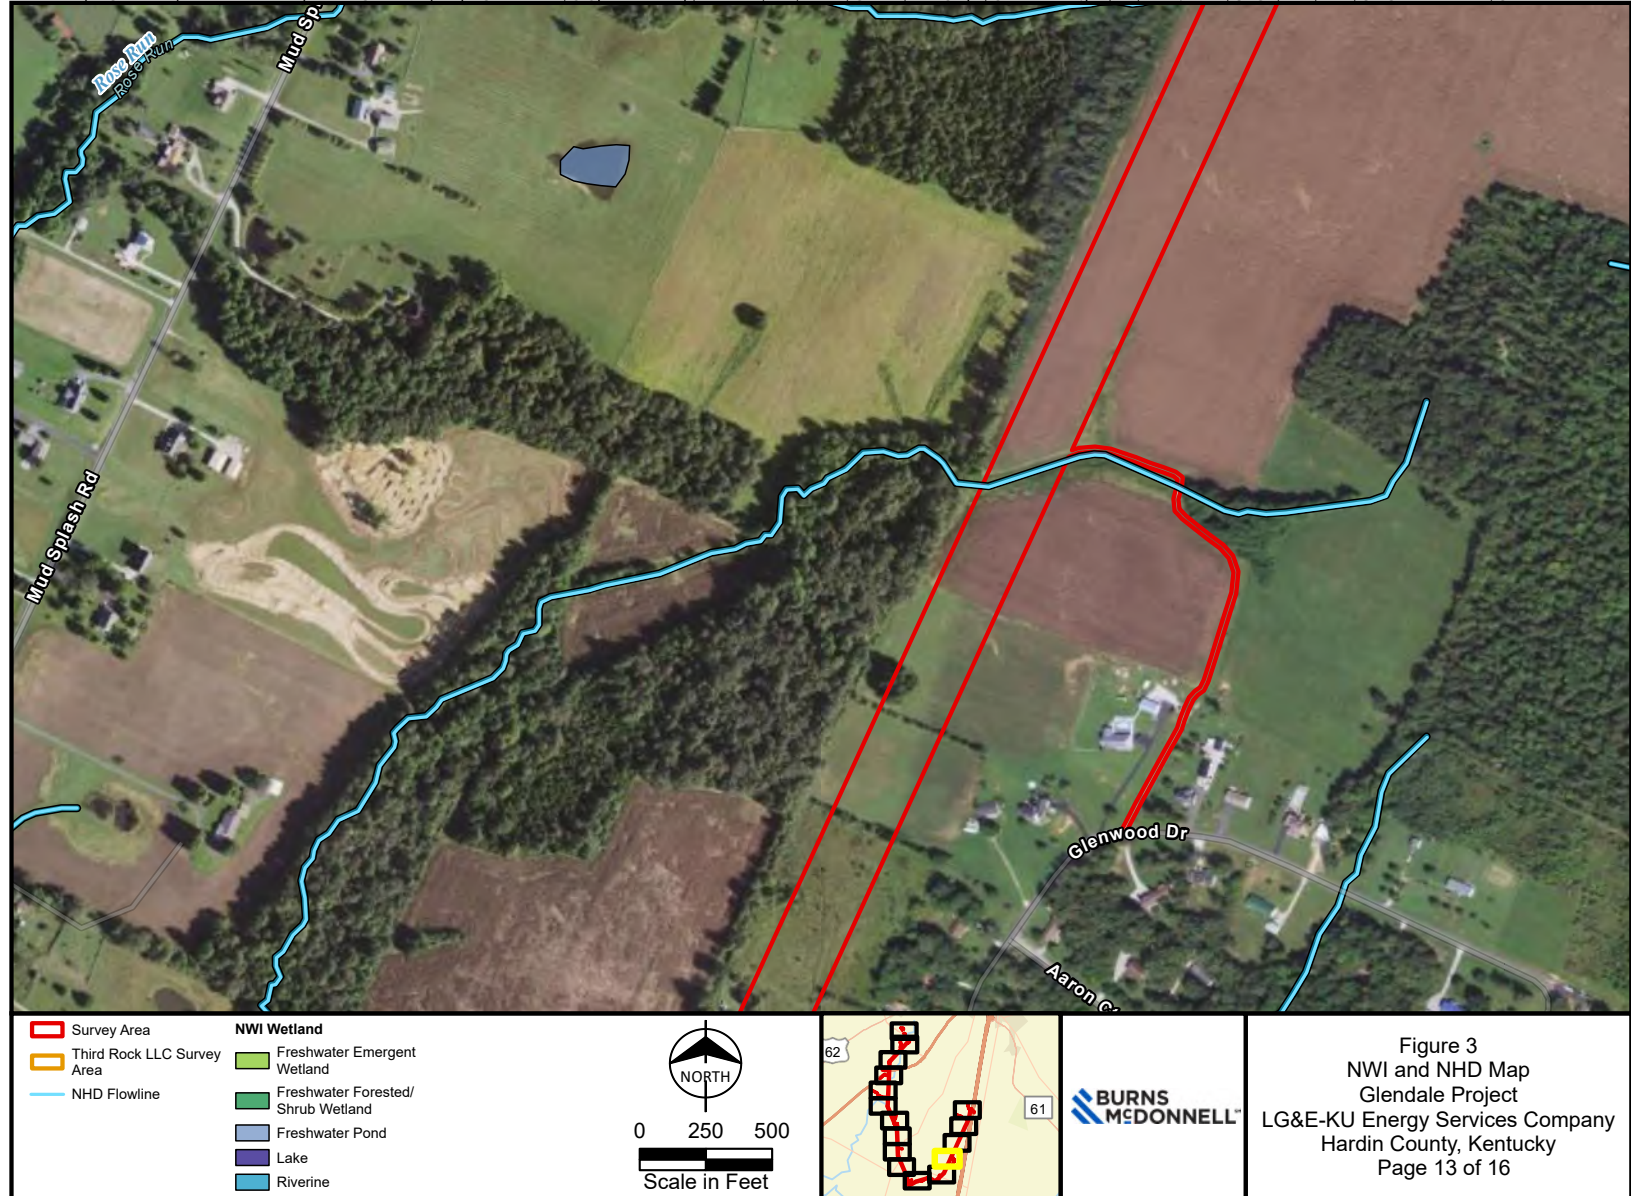 Rose Run
Rose Run
Mud Sp
Mud Splash Rd
Glenwood Dr
Aaron Ct
Survey Area
Third Rock LLC Survey
Area
NHD Flowline
NWI Wetland
Freshwater Emergent
Wetland
Freshwater Forested/
Shrub Wetland
Freshwater Pond
Lake
Riverine
NORTH
0 250 500
Scale in Feet
62
61
BURNS
McDONNELL
Figure 3
NWI and NHD Map
Glendale Project
LG&E-KU Energy Services Company
Hardin County, Kentucky
Page 13 of 16